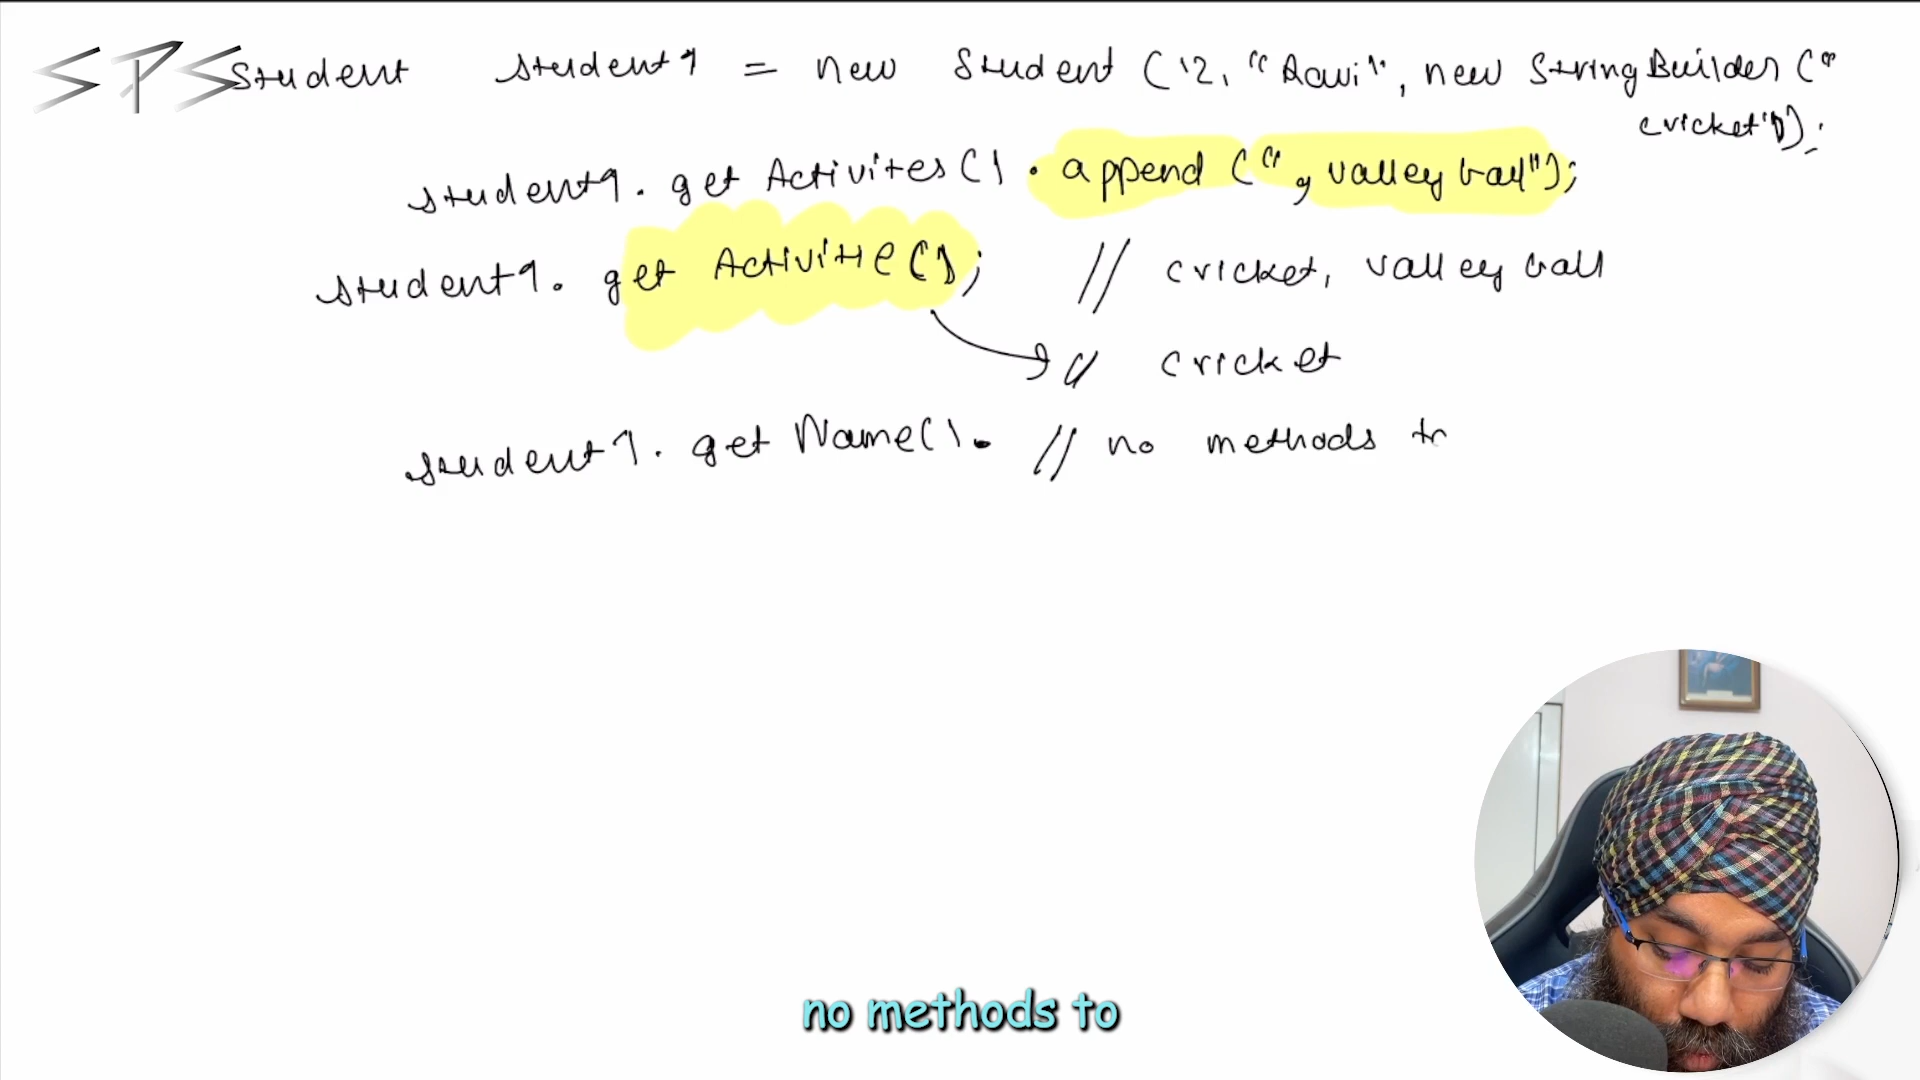 SPS
student student1 = new Student (12, "Ravi", new StringBuilder ("
cricket"));
student1. get Activites () . append (" , valley ball");
student1. get Activitie (); // cricket, valley ball
// cricket
student1. get Name(). // no methods to
no methods to